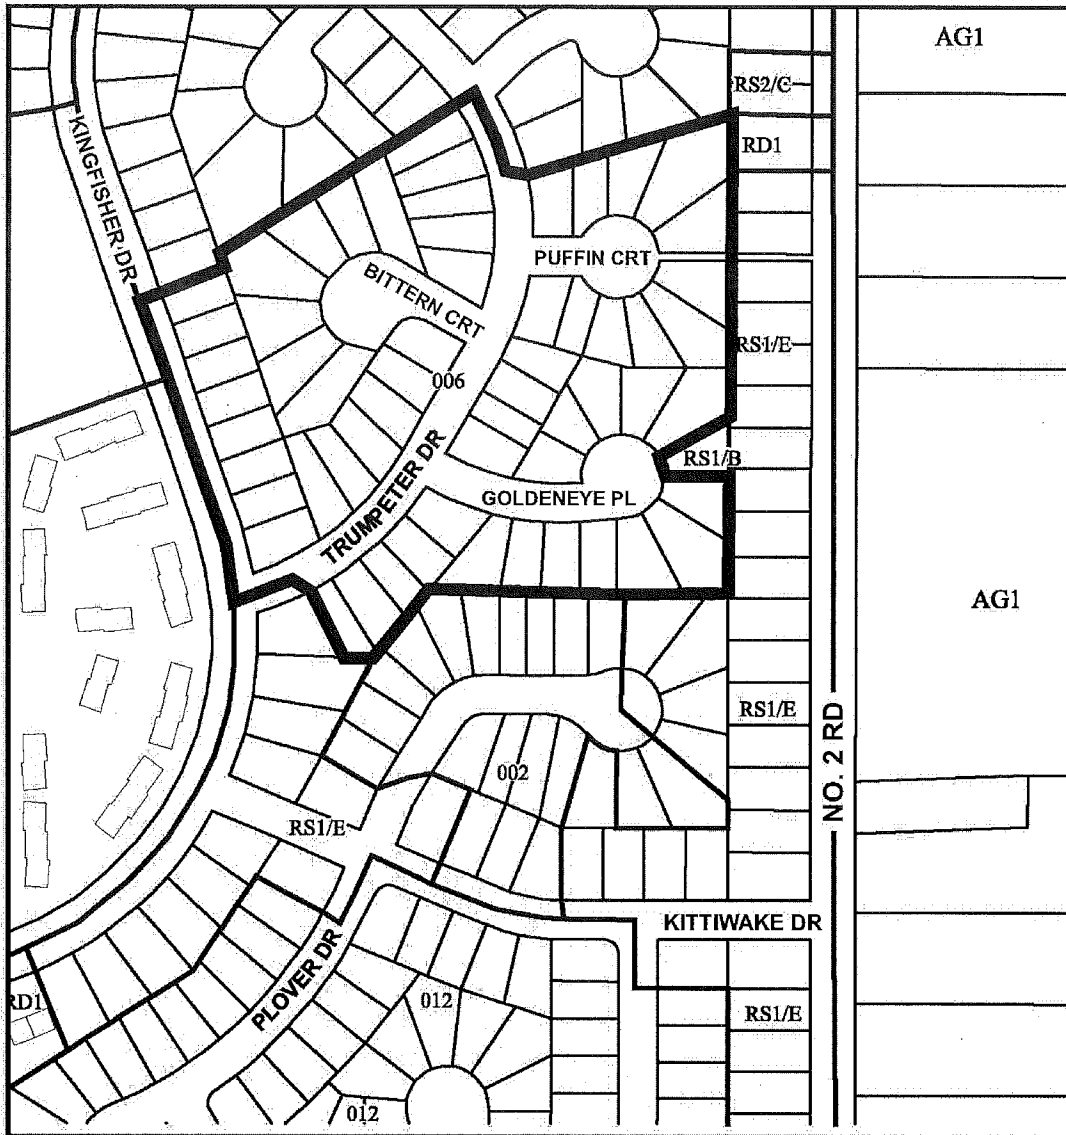 AG1
RS2/C
KINGFISHER DR
RD1
PUFFIN CRT
BITTERN CRT
RS1/E
006
RS1/B
TRUMPETER DR
GOLDENEYE PL
AG1
RS1/E
NO. 2 RD
002
RS1/E
KITTIWAKE DR
PLOVER DR
RD1
012
RS1/E
012